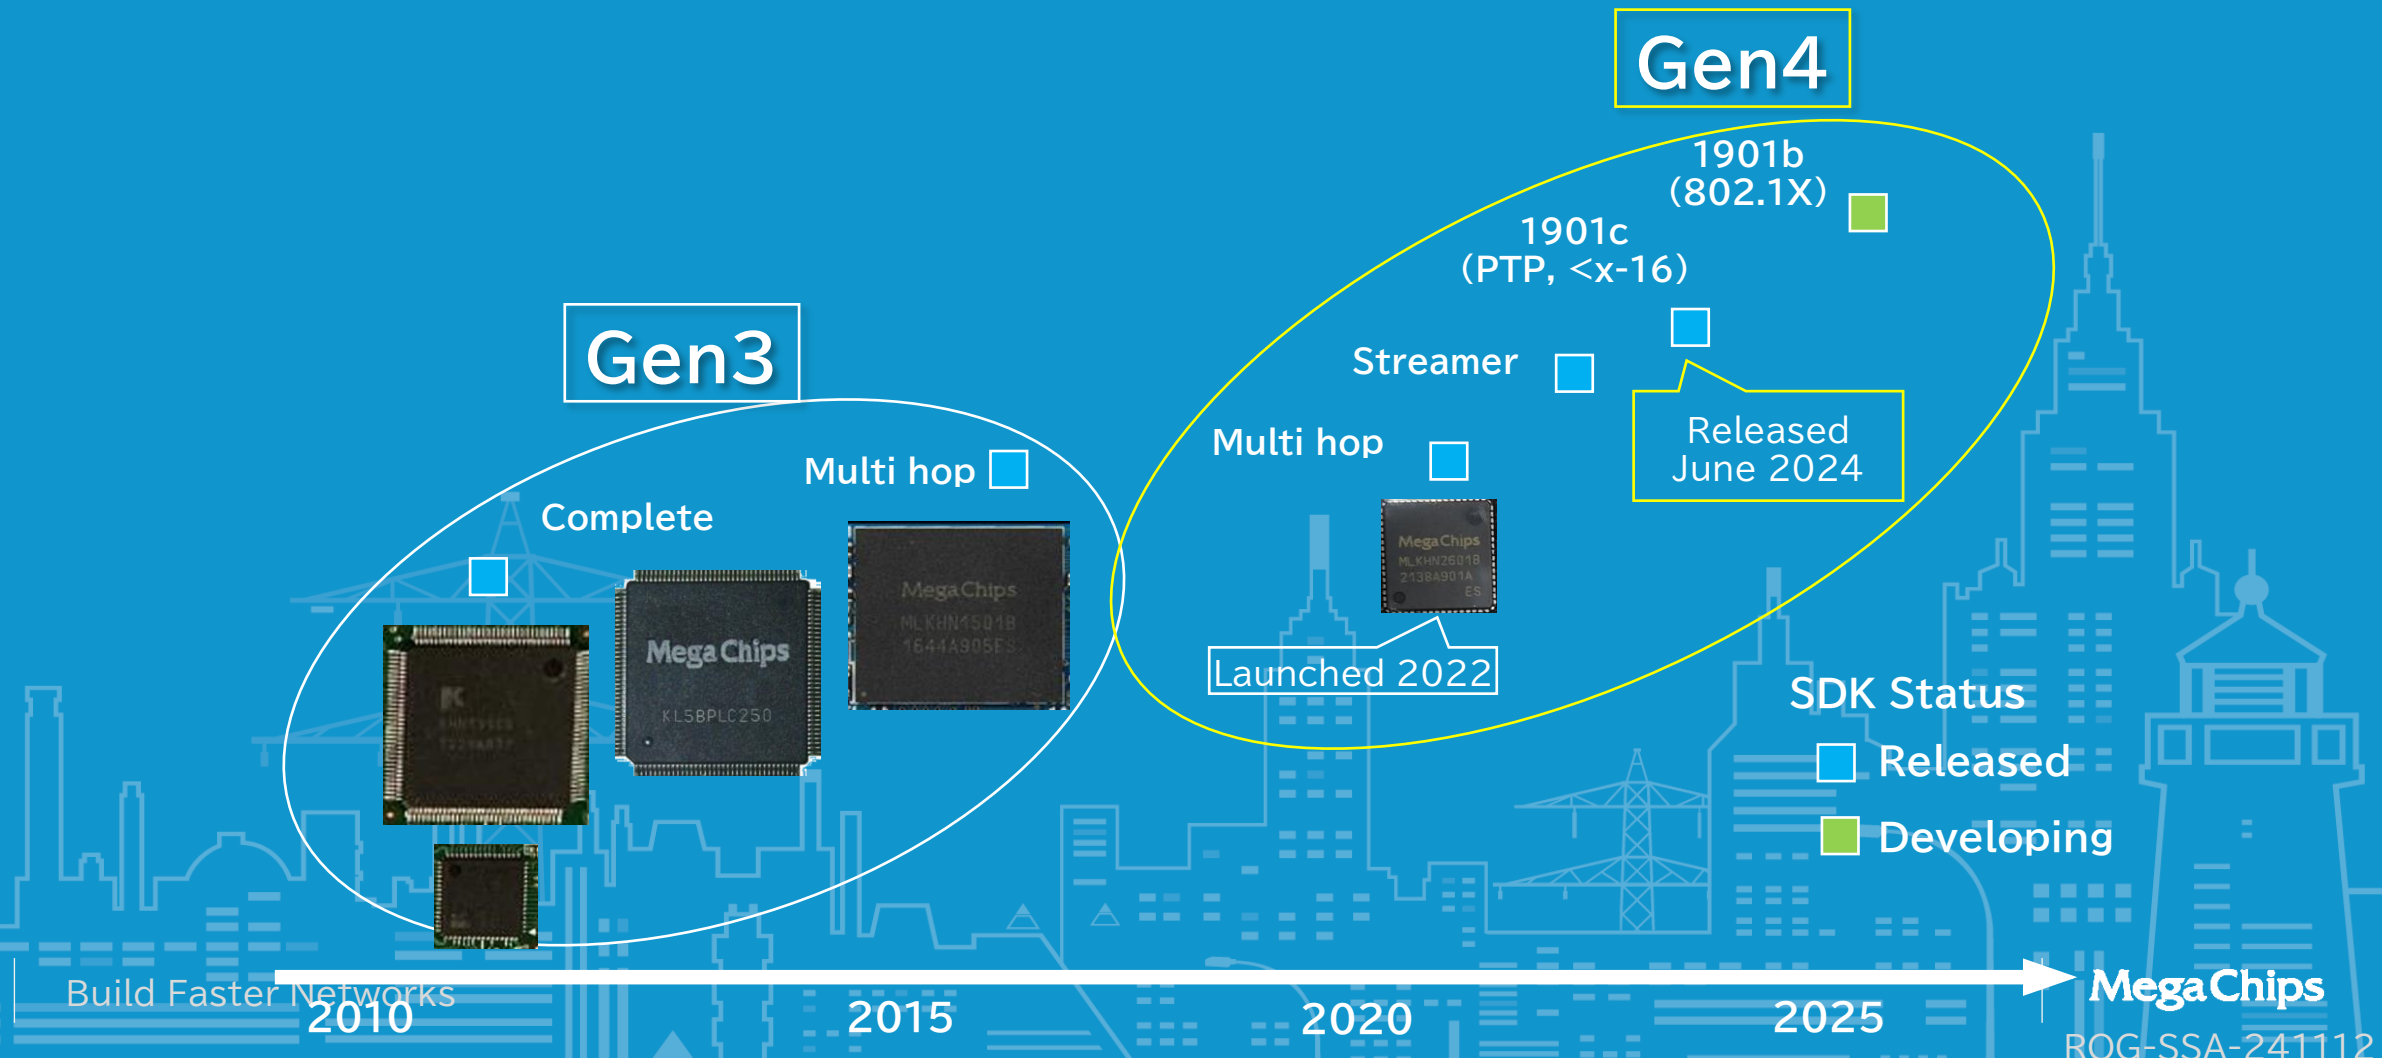 Gen4
1901b
(802.1X)
1901c
(PTP, <x-16)
Gen3
Streamer
Released
June 2024
Multi hop
Multi hop
Complete
MegaChips
MLKHN2601B
2138A901A
ES
MegaChips
MLKHN1501B
1644A905ES
MegaChips
KL5BPLC250
Launched 2022
SDK Status
Released
Developing
Build Faster Networks
2010
2015
2020
2025
MegaChips
ROG-SSA-241112